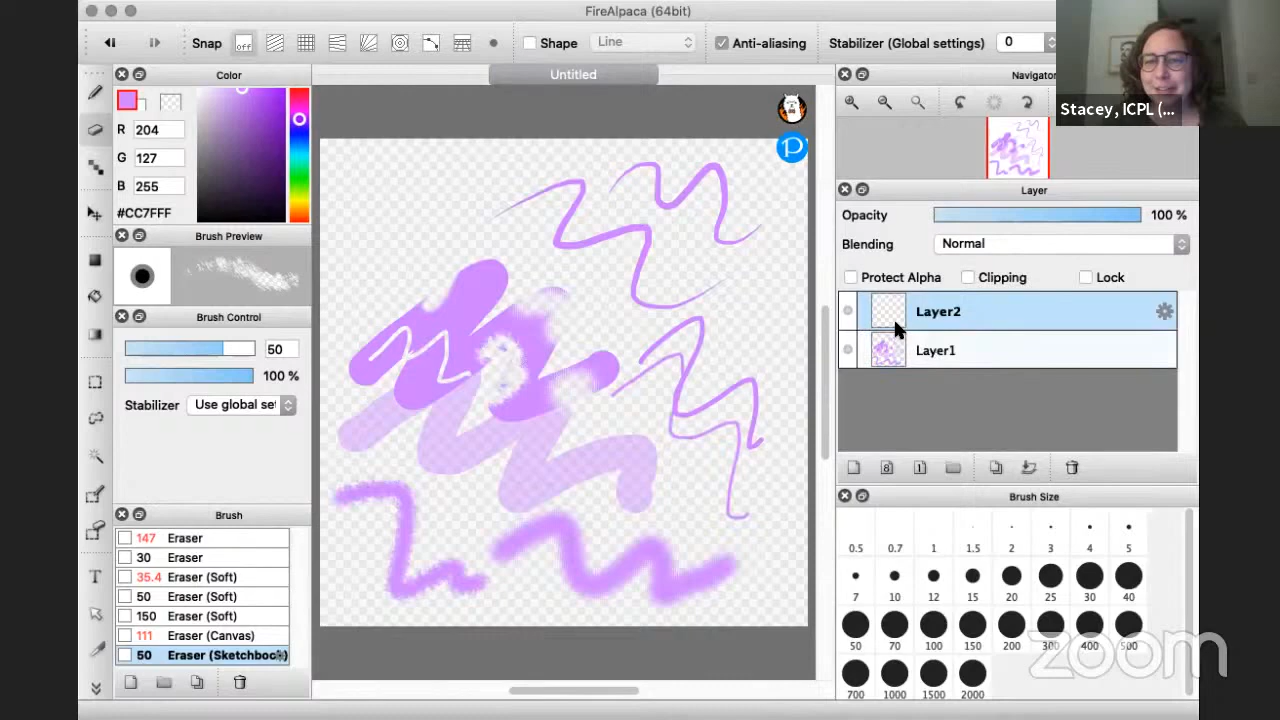 FireAlpaca (64bit)
Snap
off
Shape
Line
Anti-aliasing
Stabilizer (Global settings)
0
Stacey, ICPL (...
Color
Untitled
Navigator
R 204
G 127
B 255
#CC7FFF
Brush Preview
Layer
Opacity
100 %
Blending
Normal
Protect Alpha
Clipping
Lock
Layer2
Layer1
Brush Control
50
100 %
Stabilizer
Use global set
Brush
147 Eraser
30 Eraser
35.4 Eraser (Soft)
50 Eraser (Soft)
150 Eraser (Soft)
111 Eraser (Canvas)
50 Eraser (Sketchbook)
8
1
T
P
Brush Size
0.5 0.7 1 1.5 2 3 4 5
7 10 12 15 20 25 30 40
50 70 100 150 200 300 400 500
700 1000 1500 2000
zoom